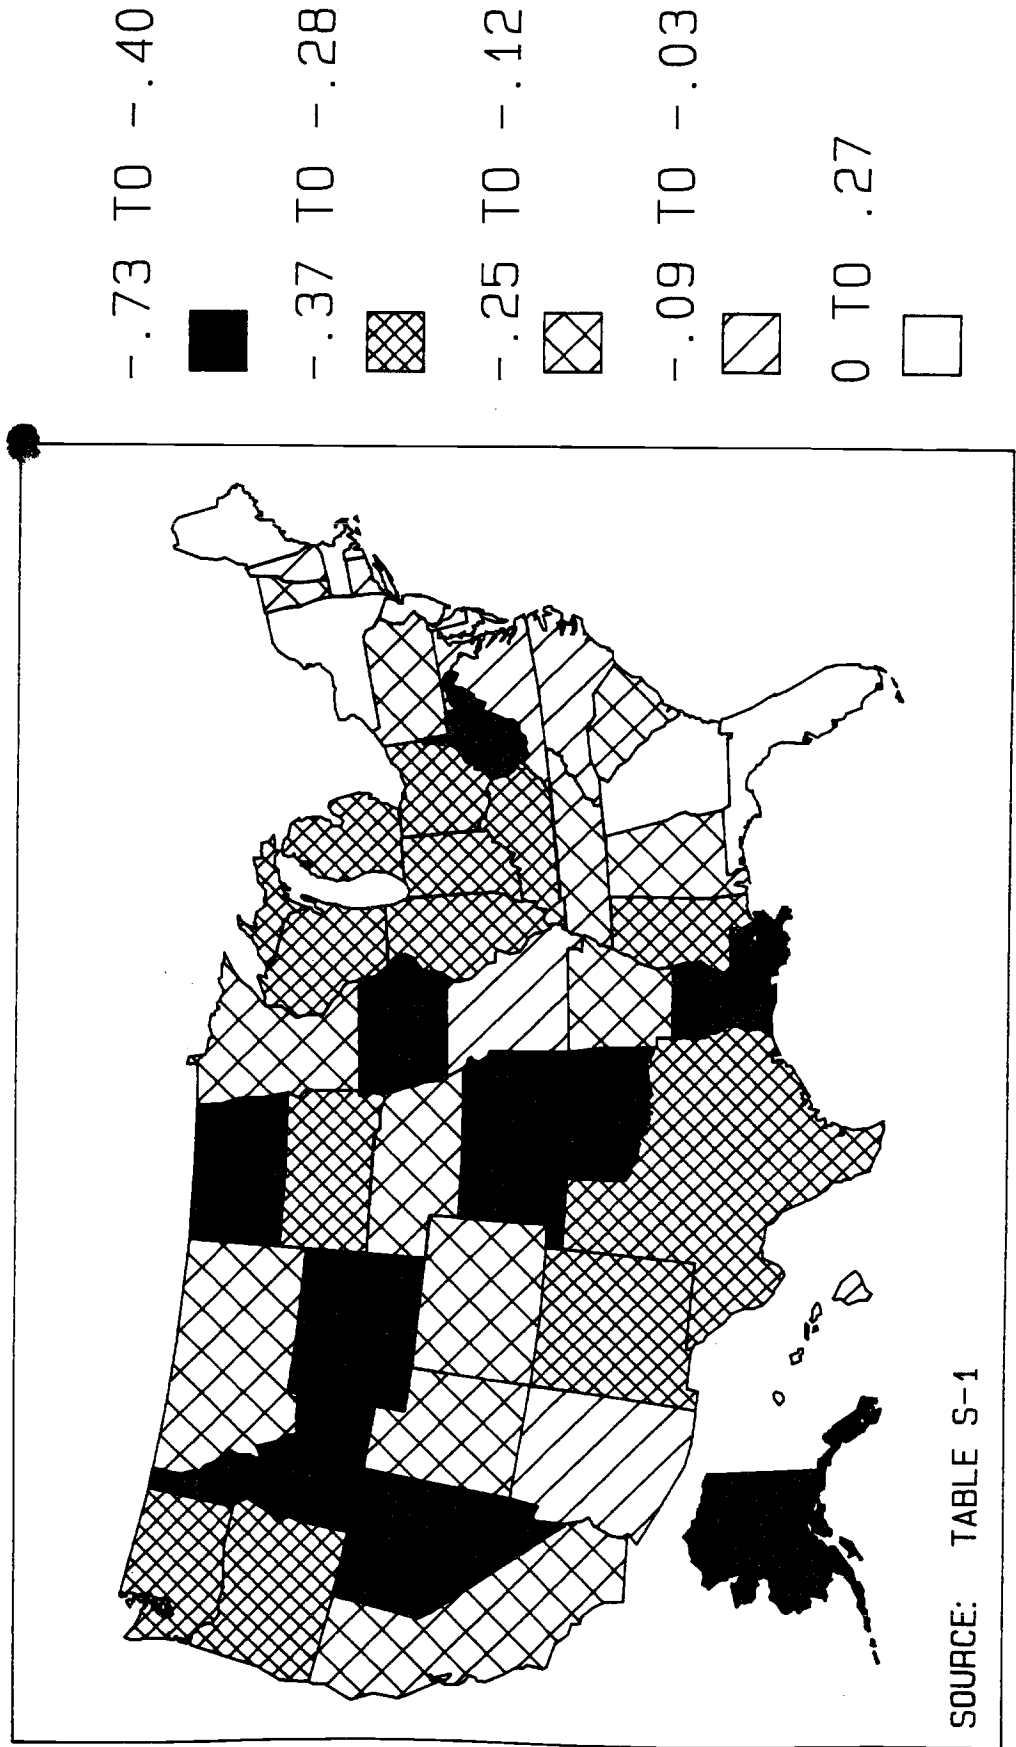 -.73 TO -.40
-.37 TO -.28
-.25 TO -.12
-.09 TO -.03
0 TO .27
SOURCE: TABLE S-1